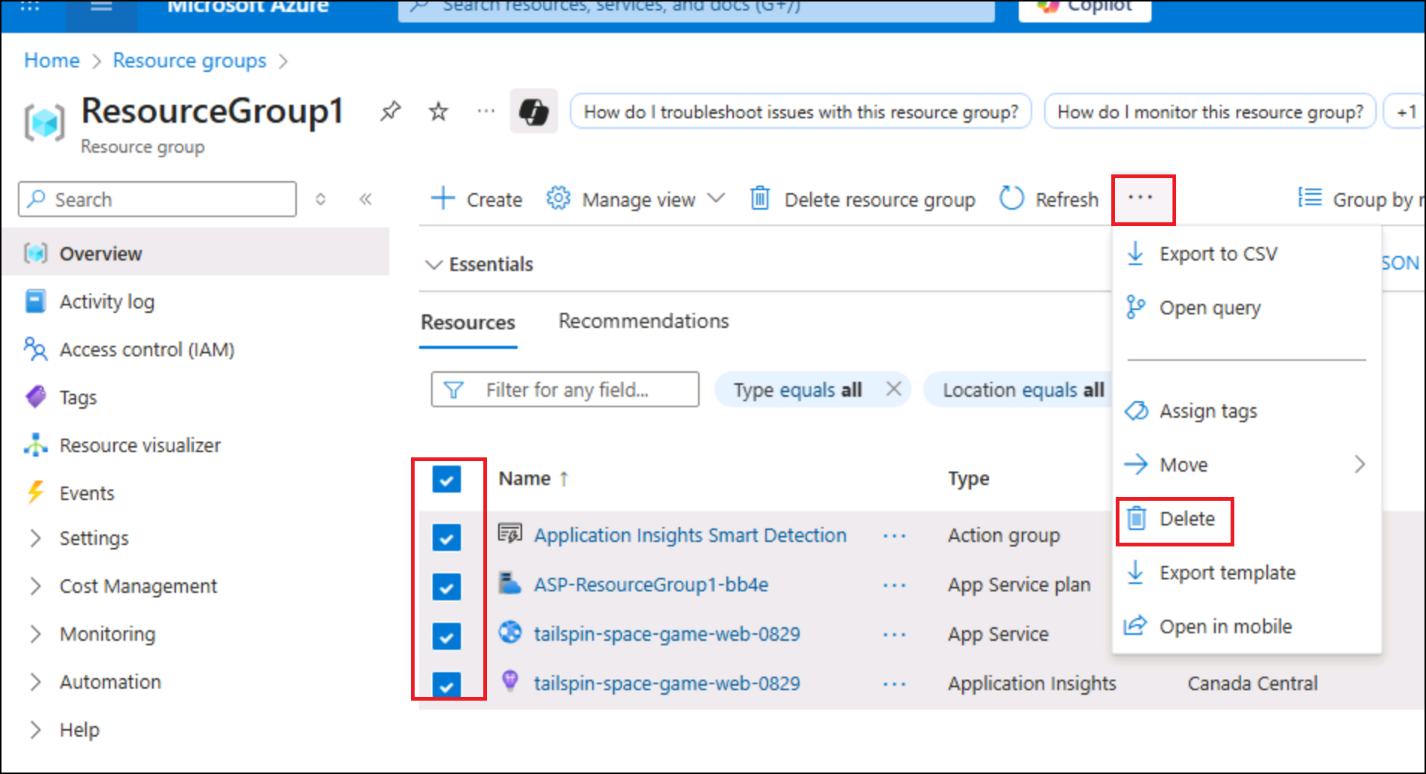 Microsoft Azure
Search resources, services, and docs (G+/)
Copilot
Home > Resource groups >
ResourceGroup1
Resource group
How do I troubleshoot issues with this resource group?
How do I monitor this resource group?
+1
Search
Create
Manage view
Delete resource group
Refresh
...
Group by
Overview
Activity log
Access control (IAM)
Tags
Resource visualizer
Events
Settings
Cost Management
Monitoring
Automation
Help
Essentials
SON
Resources
Recommendations
Filter for any field...
Type equals all
Location equals all
Name ↑
Type
Application Insights Smart Detection ... Action group
ASP-ResourceGroup1-bb4e ... App Service plan
tailspin-space-game-web-0829 ... App Service
tailspin-space-game-web-0829 ... Application Insights Canada Central
Export to CSV
Open query
Assign tags
Move
Delete
Export template
Open in mobile